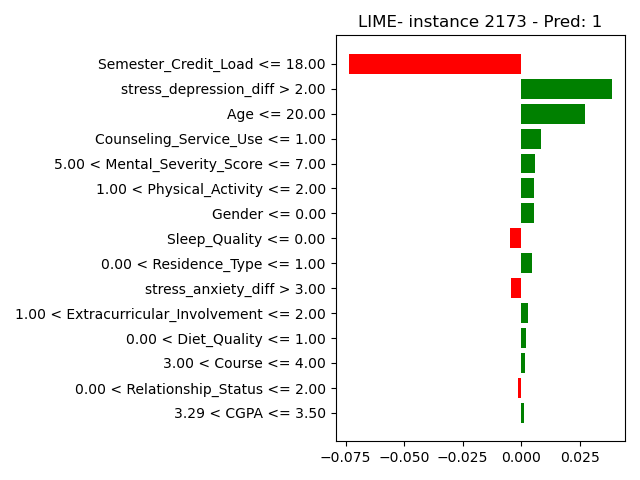 LIME- instance 2173 - Pred: 1
Semester_Credit_Load <= 18.00
stress_depression_diff > 2.00
Age <= 20.00
Counseling_Service_Use <= 1.00
5.00 < Mental_Severity_Score <= 7.00
1.00 < Physical_Activity <= 2.00
Gender <= 0.00
Sleep_Quality <= 0.00
0.00 < Residence_Type <= 1.00
stress_anxiety_diff > 3.00
1.00 < Extracurricular_Involvement <= 2.00
0.00 < Diet_Quality <= 1.00
3.00 < Course <= 4.00
0.00 < Relationship_Status <= 2.00
3.29 < CGPA <= 3.50
−0.075 −0.050 −0.025 0.000 0.025